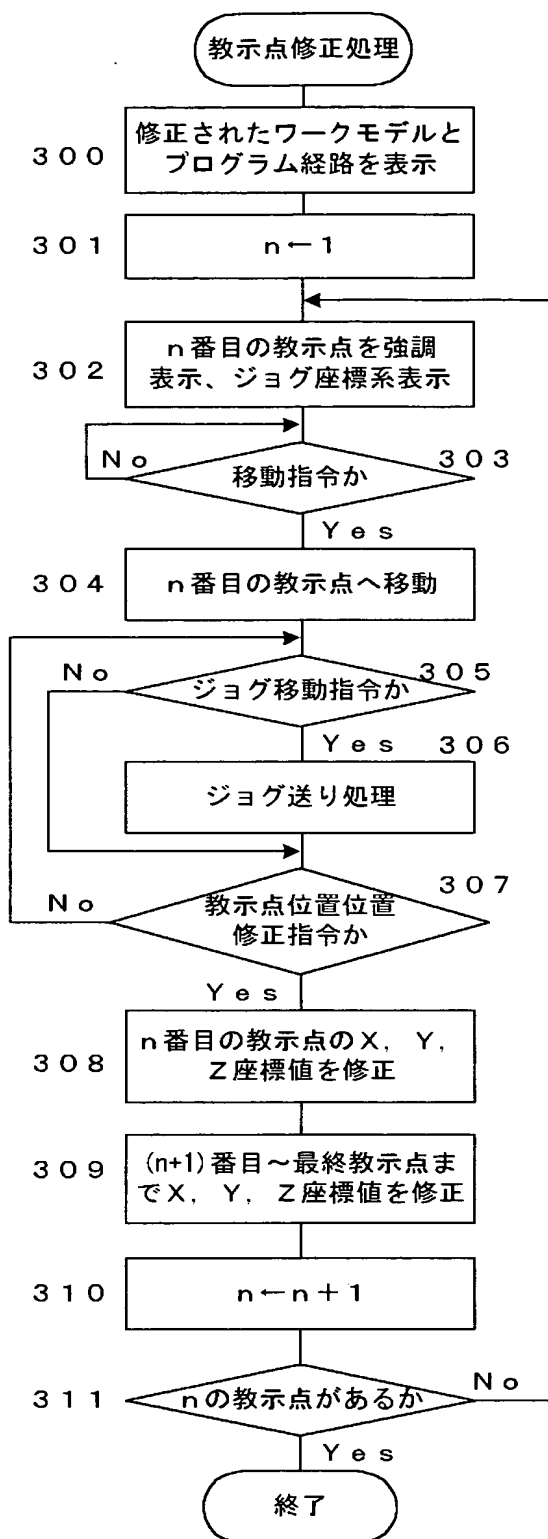 教示点修正処理
300
修正されたワークモデルと
プログラム経路を表示
301
n←1
302
n番目の教示点を強調
表示、ジョグ座標系表示
No
移動指令か
303
Yes
304
n番目の教示点へ移動
No
ジョグ移動指令か
305
Yes
306
ジョグ送り処理
307
No
教示点位置位置
修正指令か
Yes
308
n番目の教示点のX,Y,
Z座標値を修正
309
(n+1)番目～最終教示点ま
でX,Y,Z座標値を修正
310
n←n+1
311
nの教示点があるか
No
Yes
終了